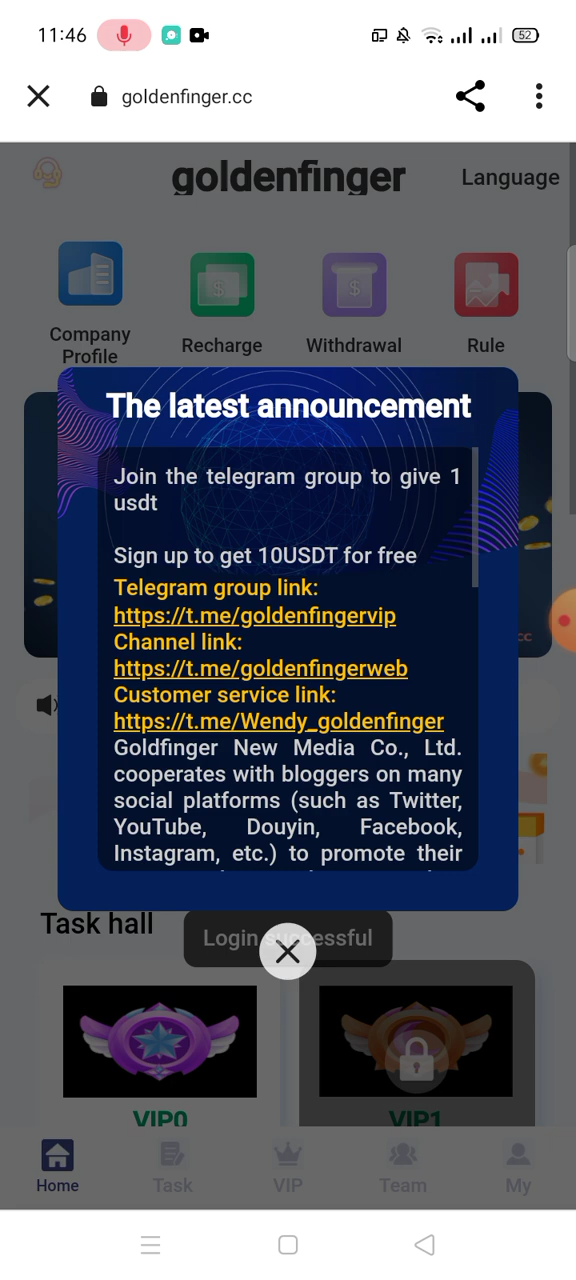 11:46
52
goldenfinger.cc
goldenfinger
Language
Company
Profile
Recharge
Withdrawal
Rule
The latest announcement
Join the telegram group to give 1
usdt
Sign up to get 10USDT for free
Telegram group link:
https://t.me/goldenfingervip
Channel link:
https://t.me/goldenfingerweb
Customer service link:
https://t.me/Wendy_goldenfinger
Goldfinger New Media Co., Ltd.
cooperates with bloggers on many
social platforms (such as Twitter,
YouTube, Douyin, Facebook,
Instagram, etc.) to promote their
Task hall
Login successful
VIP0
VIP1
Home
Task
VIP
Team
My